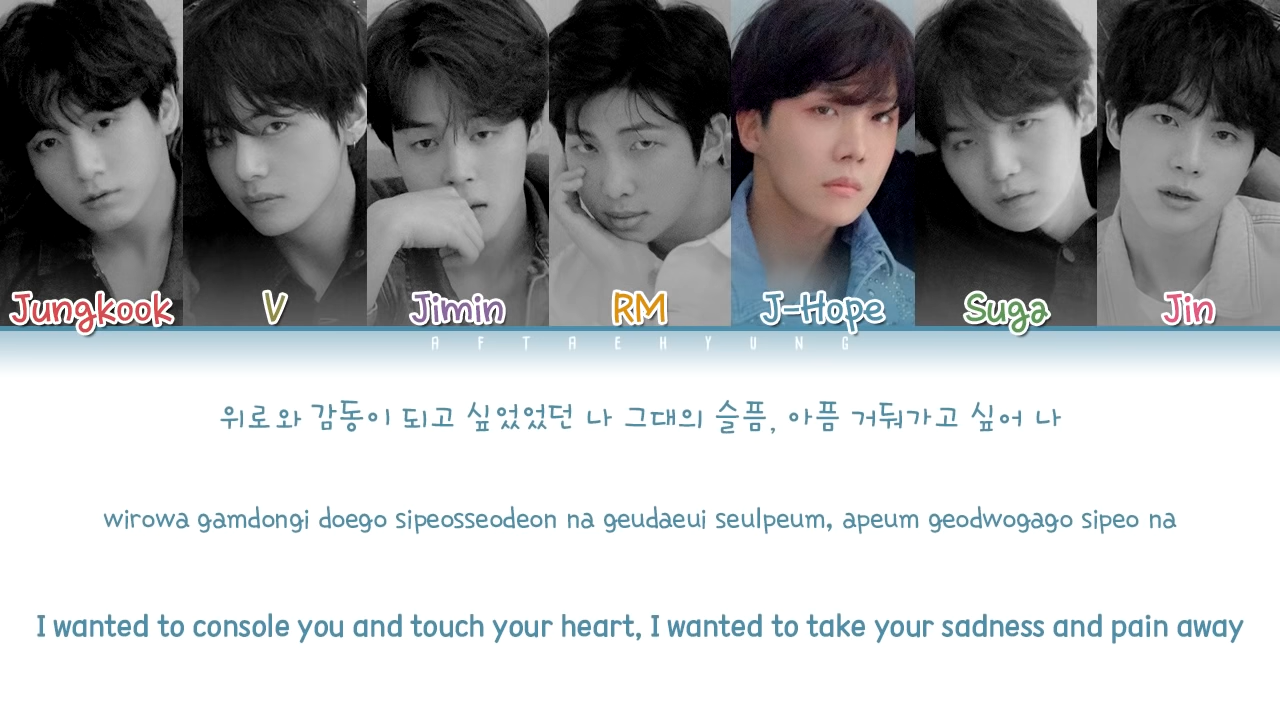 Jungkook V Jimin RM J-Hope Suga Jin
AFTAEHYUNG
위로와 감동이 되고 싶었었던 나 그대의 슬픔, 아픔 거둬가고 싶어 나
wirowa gamdongi doego sipeosseodeon na geudaeui seulpeum, apeum geodwogago sipeo na
I wanted to console you and touch your heart, I wanted to take your sadness and pain away